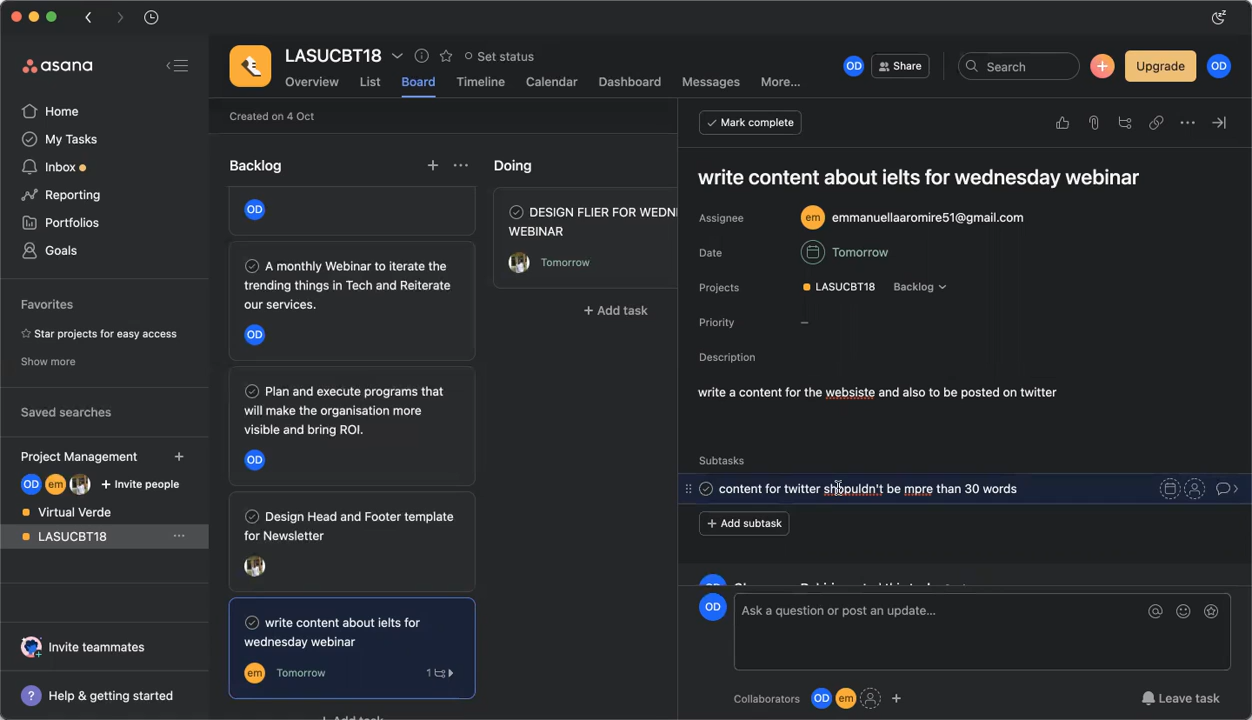 asana
LASUCBT18
Set status
OD
Share
Search
Upgrade
OD
Overview
List
Board
Timeline
Calendar
Dashboard
Messages
More...
Home
My Tasks
Inbox
Reporting
Portfolios
Goals
Favorites
Star projects for easy access
Show more
Saved searches
Project Management
OD
em
Invite people
Virtual Verde
LASUCBT18
Invite teammates
Help & getting started
Created on 4 Oct
Backlog
OD
A monthly Webinar to iterate the
trending things in Tech and Reiterate
our services.
OD
Plan and execute programs that
will make the organisation more
visible and bring ROI.
OD
Design Head and Footer template
for Newsletter
write content about ielts for
wednesday webinar
em
Tomorrow
1
+ Add task
Doing
DESIGN FLIER FOR WEDN
WEBINAR
Tomorrow
+ Add task
Mark complete
write content about ielts for wednesday webinar
Assignee
em
emmanuellaaromire51@gmail.com
Date
Tomorrow
Projects
LASUCBT18
Backlog
Priority
—
Description
write a content for the websiste and also to be posted on twitter
Subtasks
content for twitter shpuldn't be mpre than 30 words
+ Add subtask
OD
Ask a question or post an update...
Collaborators
OD
em
Leave task